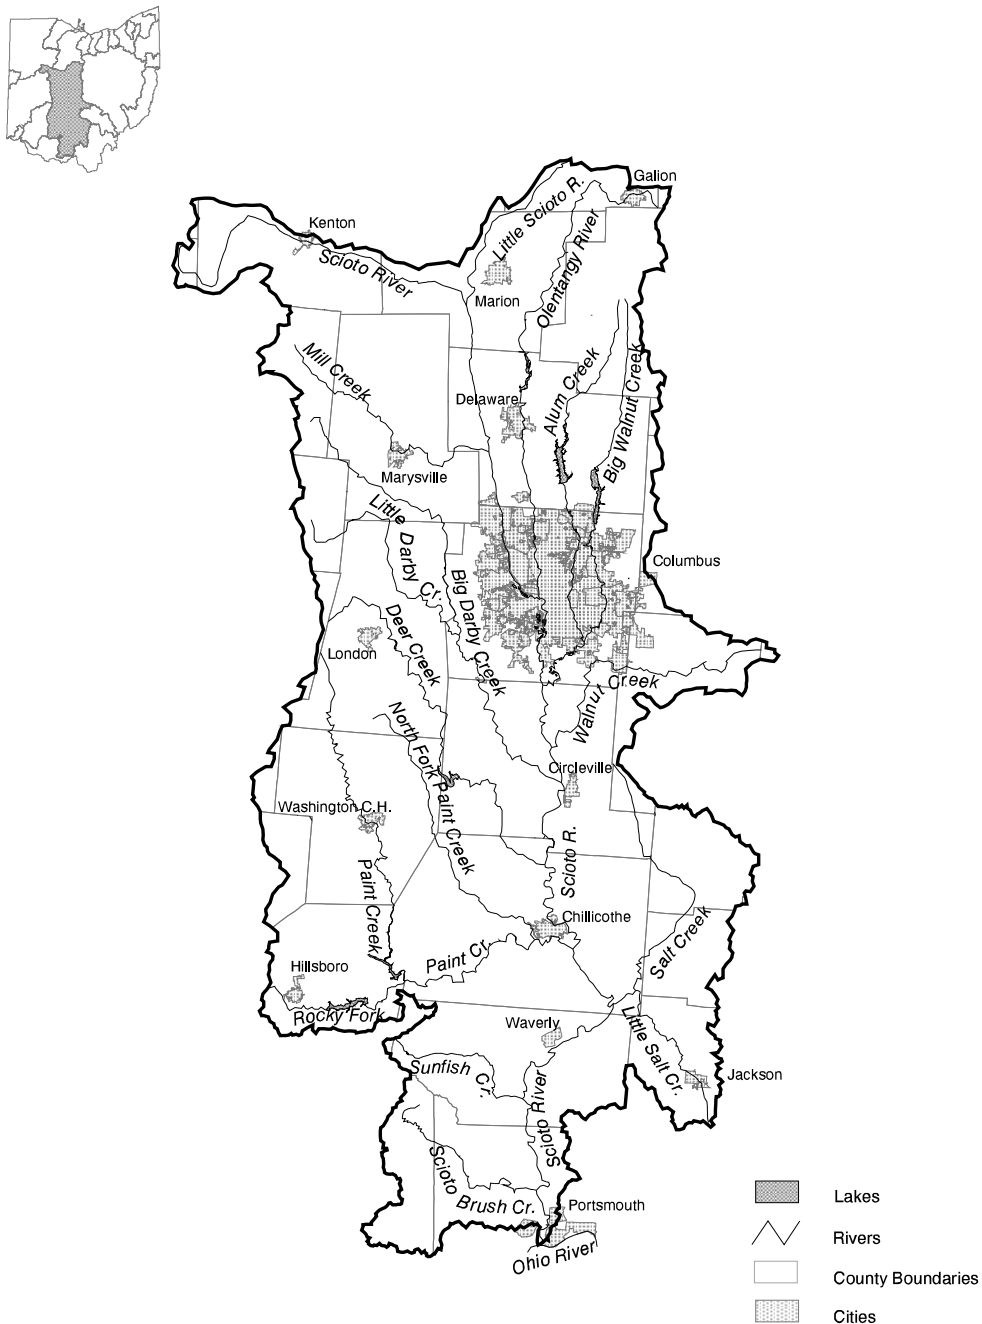 Galion
Little Scioto R.
Kenton
Olentangy River
Scioto River
Marion
Mill Creek
Alum Creek
Big Walnut Creek
Delaware
Marysville
Little Darby Cr.
Columbus
Big Darby Creek
Deer Creek
London
Walnut Creek
North Fork Paint Creek
Circleville
Washington C.H.
Scioto R.
Paint Creek
Chillicothe
Salt Creek
Paint Cr.
Hillsboro
Rocky Fork
Waverly
Little Salt Cr.
Sunfish Cr.
Jackson
Scioto River
Scioto Brush Cr.
Portsmouth
Ohio River
Lakes
Rivers
County Boundaries
Cities